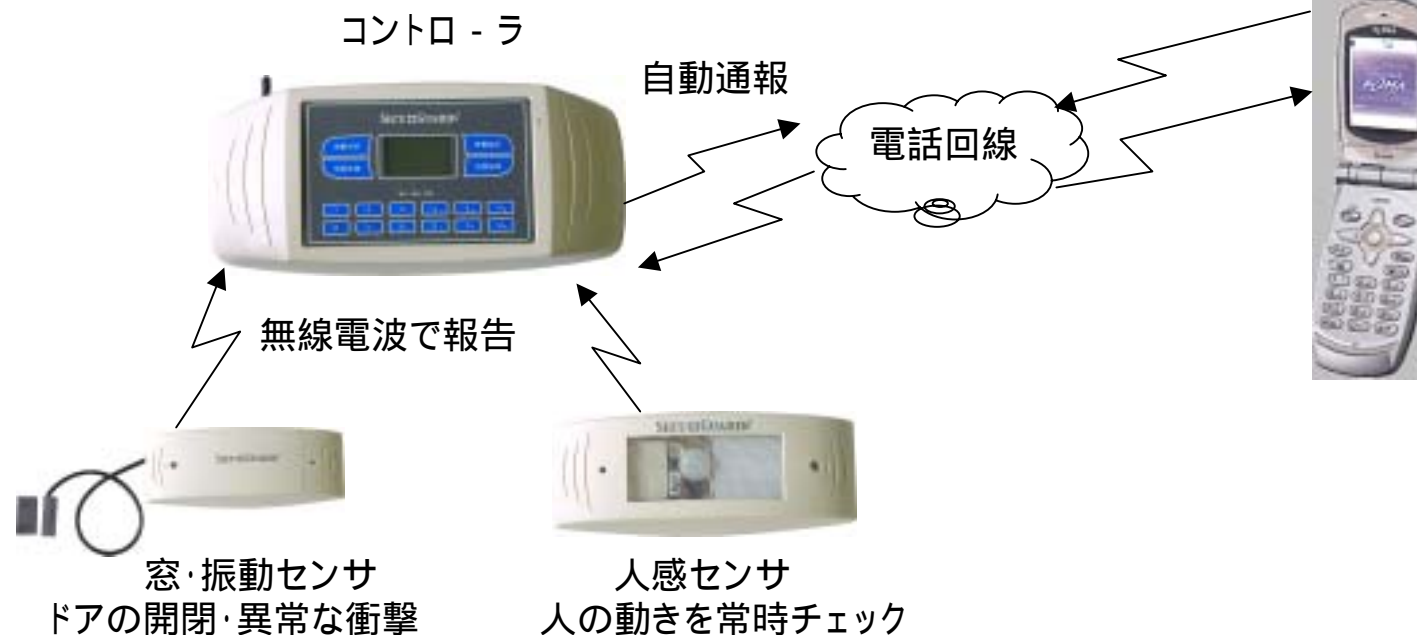 コントロ - ラ
自動通報
電話回線
無線電波で報告
窓・振動センサ
ドアの開閉・異常な衝撃
人感センサ
人の動きを常時チェック